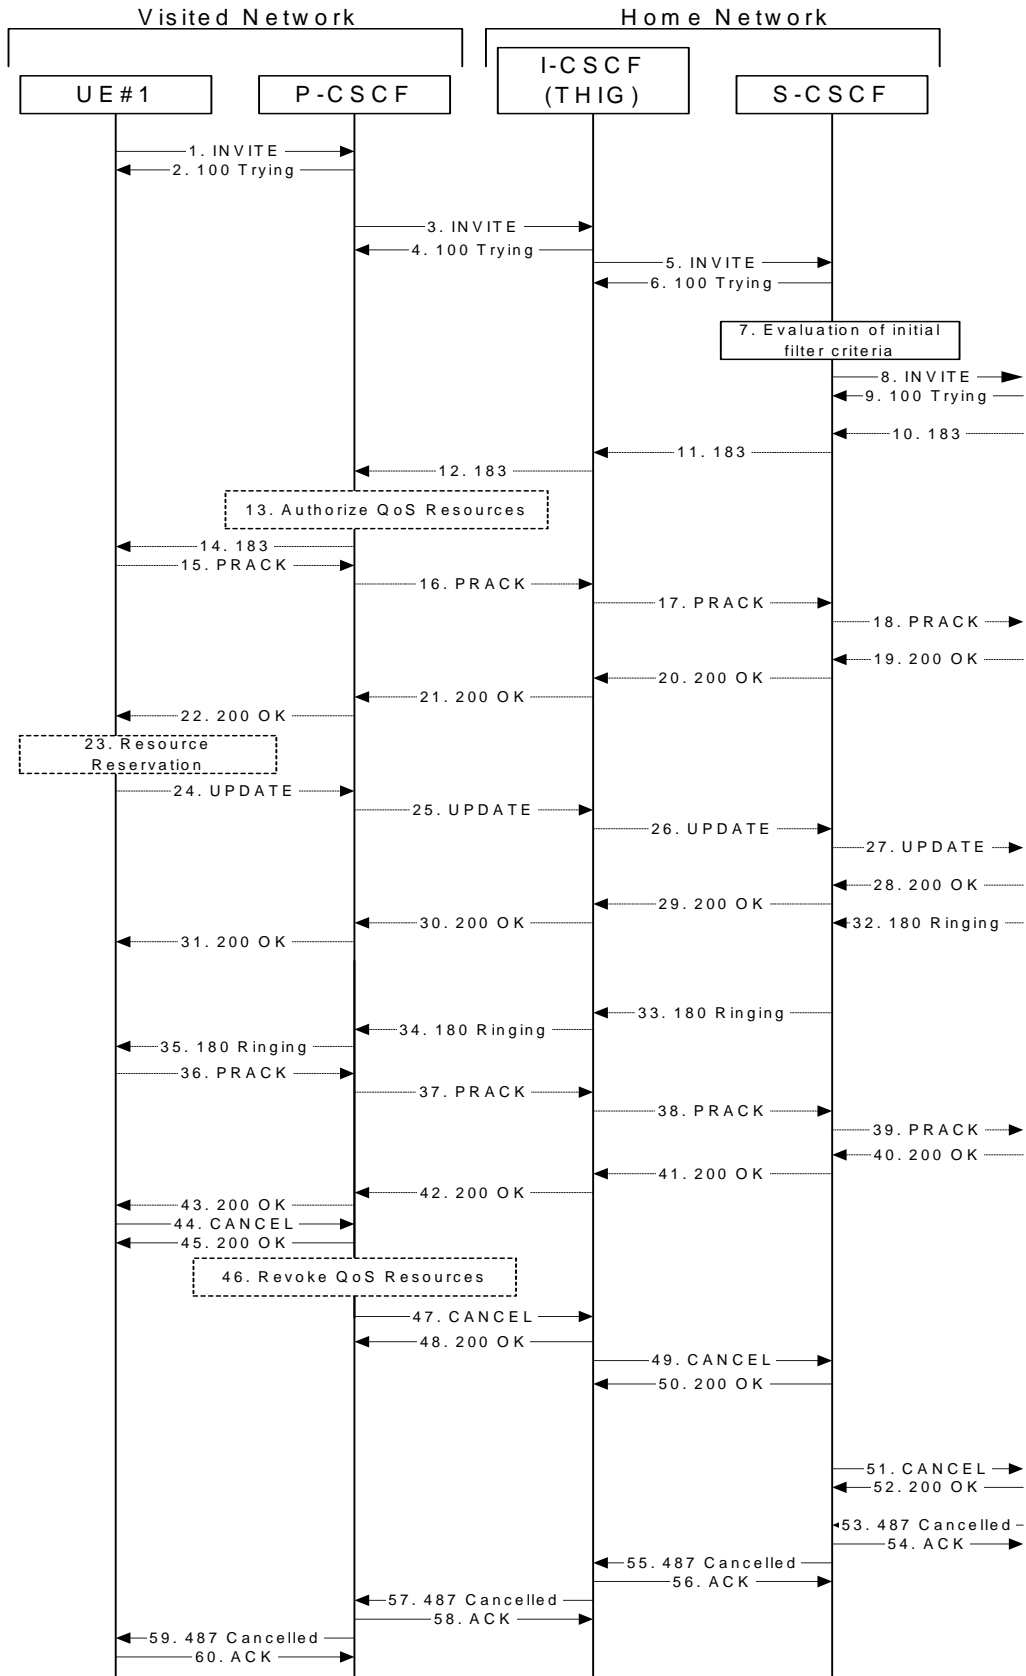 Visited Network
Home Network
UE#1
P-CSCF
I-CSCF
(THIG)
S-CSCF
1. INVITE
2. 100 Trying
3. INVITE
4. 100 Trying
5. INVITE
6. 100 Trying
7. Evaluation of initial
filter criteria
8. INVITE
9. 100 Trying
10. 183
11. 183
12. 183
13. Authorize QoS Resources
14. 183
15. PRACK
16. PRACK
17. PRACK
18. PRACK
19. 200 OK
20. 200 OK
21. 200 OK
22. 200 OK
23. Resource
Reservation
24. UPDATE
25. UPDATE
26. UPDATE
27. UPDATE
28. 200 OK
29. 200 OK
30. 200 OK
32. 180 Ringing
31. 200 OK
33. 180 Ringing
34. 180 Ringing
35. 180 Ringing
36. PRACK
37. PRACK
38. PRACK
39. PRACK
40. 200 OK
41. 200 OK
42. 200 OK
43. 200 OK
44. CANCEL
45. 200 OK
46. Revoke QoS Resources
47. CANCEL
48. 200 OK
49. CANCEL
50. 200 OK
51. CANCEL
52. 200 OK
53. 487 Cancelled
54. ACK
55. 487 Cancelled
56. ACK
57. 487 Cancelled
58. ACK
59. 487 Cancelled
60. ACK